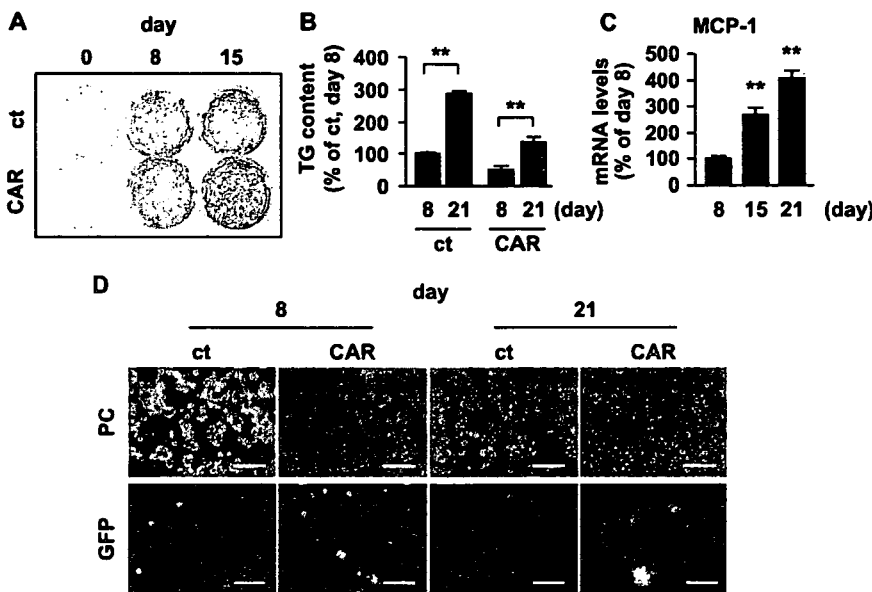 A
day
0 8 15
ct
CAR
B
TG content
(% of ct, day 8)
400
300
200
100
0
**
**
8 21 8 21 (day)
ct CAR
C
MCP-1
mRNA levels
(% of day 8)
500
400
300
200
100
0
**
**
8 15 21 (day)
D
day
8 21
ct CAR ct CAR
PC
GFP